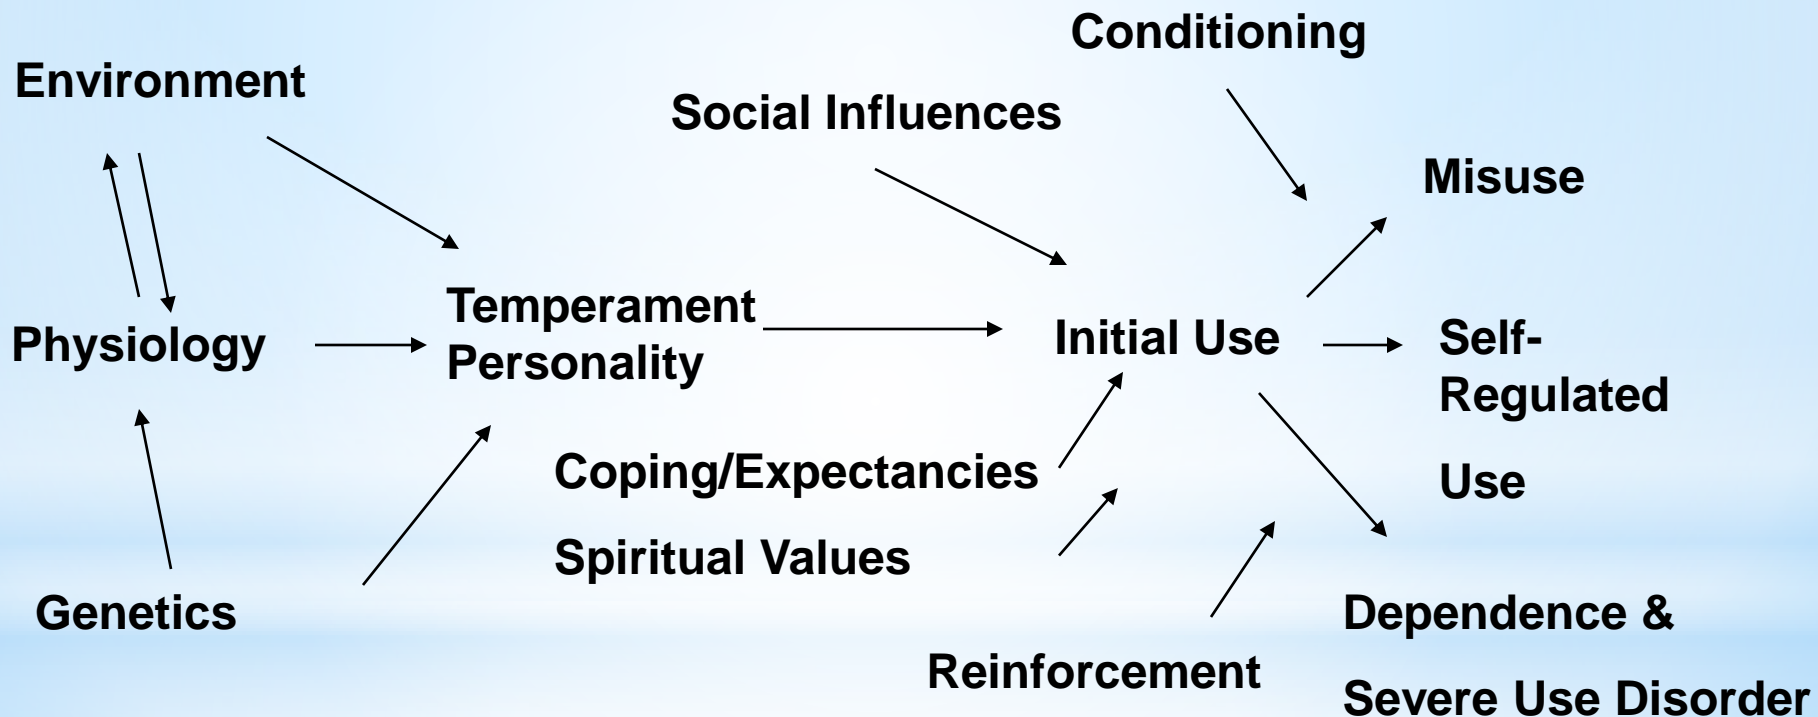 Conditioning
Environment
Social Influences
Misuse
Temperament
Personality
Physiology
Initial Use
Self-
Regulated
Use
Coping/Expectancies
Spiritual Values
Genetics
Reinforcement
Dependence &
Severe Use Disorder